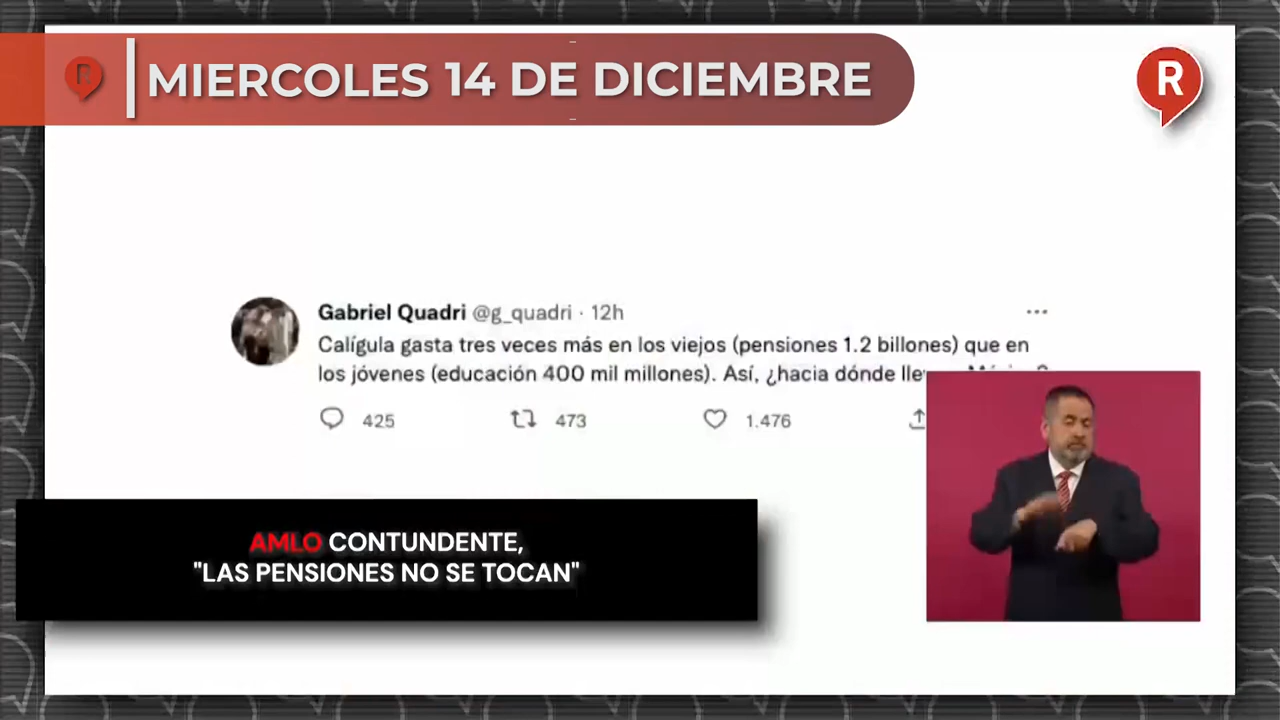 R MIERCOLES 14 DE DICIEMBRE
R
Gabriel Quadri @g_quadri · 12h
Calígula gasta tres veces más en los viejos (pensiones 1.2 billones) que en
los jóvenes (educación 400 mil millones). Así, ¿hacia dónde
425 473 1.476
AMLO CONTUNDENTE,
"LAS PENSIONES NO SE TOCAN"